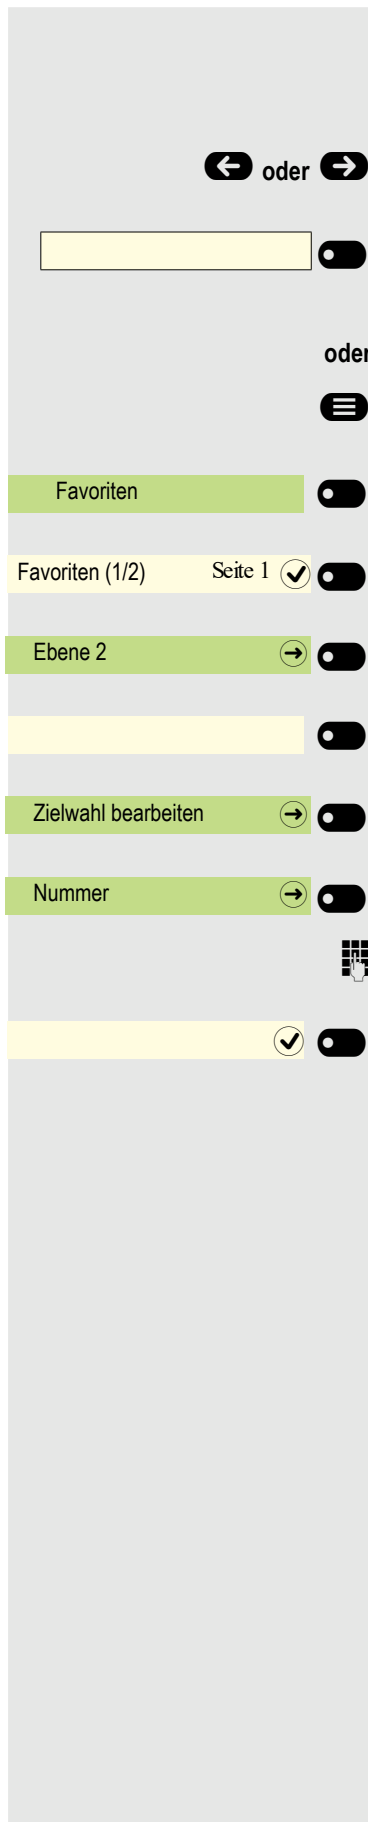 oder
oder
Favoriten
Favoriten (1/2) Seite 1
Ebene 2
Zielwahl bearbeiten
Nummer